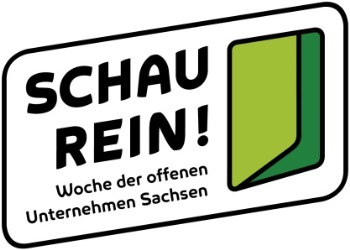 SCHAU
REIN!
Woche der offenen
Unternehmen Sachsen